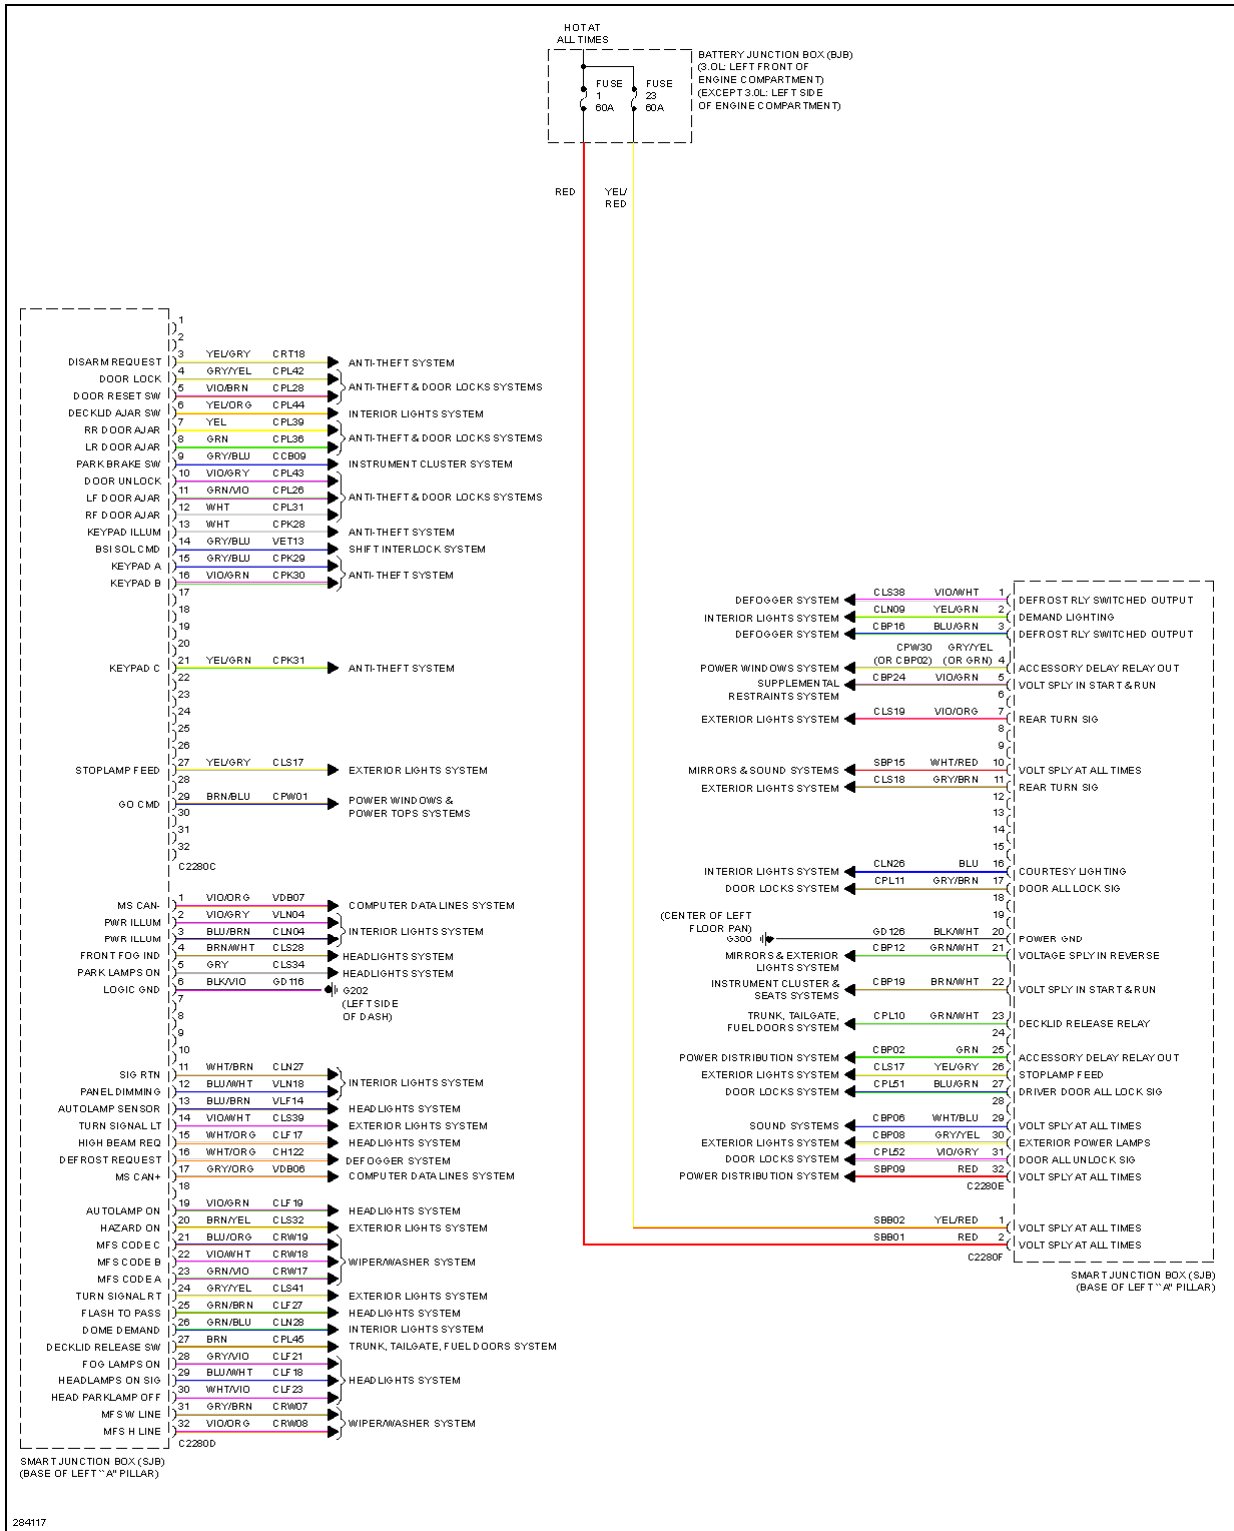 HOT AT
ALL TIMES
BATTERY JUNCTION BOX (BJB)
(3.0L: LEFT FRONT OF
ENGINE COMPARTMENT)
(EXCEPT 3.0L: LEFT SIDE
OF ENGINE COMPARTMENT)
FUSE
1
60A
FUSE
23
60A
RED
YEL/
RED
1
2
DISARM REQUEST 3 YEL/GRY CRT18 ANTI-THEFT SYSTEM
DOOR LOCK 4 GRY/YEL CPL42
ANTI-THEFT & DOOR LOCKS SYSTEMS
DOOR RESET SW 5 VIO/BRN CPL28
DECKLID AJAR SW 6 YEL/ORG CPL44 INTERIOR LIGHTS SYSTEM
RR DOOR AJAR 7 YEL CPL39
ANTI-THEFT & DOOR LOCKS SYSTEMS
LR DOOR AJAR 8 GRN CPL36
PARK BRAKE SW 9 GRY/BLU CCB09 INSTRUMENT CLUSTER SYSTEM
DOOR UNLOCK 10 VIO/GRY CPL43
LF DOOR AJAR 11 GRN/VIO CPL26 ANTI-THEFT & DOOR LOCKS SYSTEMS
RF DOOR AJAR 12 WHT CPL31
KEYPAD ILLUM 13 WHT CPK28 ANTI-THEFT SYSTEM
BSI SOL CMD 14 GRY/BLU VET13 SHIFT INTERLOCK SYSTEM
KEYPAD A 15 GRY/BLU CPK29
ANTI-THEFT SYSTEM
KEYPAD B 16 VIO/GRN CPK30
17
18
19
20
KEYPAD C 21 YEL/GRN CPK31 ANTI-THEFT SYSTEM
22
23
24
25
26
STOPLAMP FEED 27 YEL/GRY CLS17 EXTERIOR LIGHTS SYSTEM
28
GO CMD 29 BRN/BLU CPW01 POWER WINDOWS &
POWER TOPS SYSTEMS
30
31
32
C2280C
MS CAN- 1 VIO/ORG VDB07 COMPUTER DATA LINES SYSTEM
PWR ILLUM 2 VIO/GRY VLN04
INTERIOR LIGHTS SYSTEM
PWR ILLUM 3 BLU/BRN CLN04
FRONT FOG IND 4 BRN/WHT CLS28 HEADLIGHTS SYSTEM
PARK LAMPS ON 5 GRY CLS34 HEADLIGHTS SYSTEM
LOGIC GND 6 BLK/VIO GD116 G202
(LEFT SIDE
OF DASH)
7
8
9
10
SIG RTN 11 WHT/BRN CLN27
INTERIOR LIGHTS SYSTEM
PANEL DIMMING 12 BLU/WHT VLN18
AUTOLAMP SENSOR 13 BLU/BRN VLF14 HEADLIGHTS SYSTEM
TURN SIGNAL LT 14 VIO/WHT CLS39 EXTERIOR LIGHTS SYSTEM
HIGH BEAM REQ 15 WHT/ORG CLF17 HEADLIGHTS SYSTEM
DEFROST REQUEST 16 WHT/ORG CH122 DEFOGGER SYSTEM
MS CAN+ 17 GRY/ORG VDB06 COMPUTER DATA LINES SYSTEM
18
AUTOLAMP ON 19 VIO/GRN CLF19 HEADLIGHTS SYSTEM
HAZARD ON 20 BRN/YEL CLS32 EXTERIOR LIGHTS SYSTEM
MFS CODE C 21 BLU/ORG CRW19
MFS CODE B 22 VIO/WHT CRW18 WIPER/WASHER SYSTEM
MFS CODE A 23 GRN/VIO CRW17
TURN SIGNAL RT 24 GRY/YEL CLS41 EXTERIOR LIGHTS SYSTEM
FLASH TO PASS 25 GRN/BRN CLF27 HEADLIGHTS SYSTEM
DOME DEMAND 26 GRN/BLU CLN28 INTERIOR LIGHTS SYSTEM
DECKLID RELEASE SW 27 BRN CPL45 TRUNK, TAILGATE, FUEL DOORS SYSTEM
FOG LAMPS ON 28 GRY/VIO CLF21
HEADLAMPS ON SIG 29 BLU/WHT CLF18 HEADLIGHTS SYSTEM
HEAD PARKLAMP OFF 30 WHT/VIO CLF23
MFS W LINE 31 GRY/BRN CRW07
WIPER/WASHER SYSTEM
MFS H LINE 32 VIO/ORG CRW08
C2280D
SMART JUNCTION BOX (SJB)
(BASE OF LEFT "A" PILLAR)
DEFOGGER SYSTEM CLS38 VIO/WHT 1 DEFROST RLY SWITCHED OUTPUT
INTERIOR LIGHTS SYSTEM CLN09 YEL/GRN 2 DEMAND LIGHTING
DEFOGGER SYSTEM CBP16 BLU/GRN 3 DEFROST RLY SWITCHED OUTPUT
CPW30 GRY/YEL
POWER WINDOWS SYSTEM (OR CBP02) (OR GRN) 4 ACCESSORY DELAY RELAY OUT
SUPPLEMENTAL
RESTRAINTS SYSTEM CBP24 VIO/GRN 5 VOLT SPLY IN START & RUN
6
EXTERIOR LIGHTS SYSTEM CLS19 VIO/ORG 7 REAR TURN SIG
8
9
MIRRORS & SOUND SYSTEMS SBP15 WHT/RED 10 VOLT SPLY AT ALL TIMES
EXTERIOR LIGHTS SYSTEM CLS18 GRY/BRN 11 REAR TURN SIG
12
13
14
15
INTERIOR LIGHTS SYSTEM CLN26 BLU 16 COURTESY LIGHTING
DOOR LOCKS SYSTEM CPL11 GRY/BRN 17 DOOR ALL LOCK SIG
18
19
(CENTER OF LEFT
FLOOR PAN)
G300 GD126 BLK/WHT 20 POWER GND
MIRRORS & EXTERIOR
LIGHTS SYSTEM CBP12 GRN/WHT 21 VOLTAGE SPLY IN REVERSE
INSTRUMENT CLUSTER &
SEATS SYSTEMS CBP19 BRN/WHT 22 VOLT SPLY IN START & RUN
TRUNK, TAILGATE,
FUEL DOORS SYSTEM CPL10 GRN/WHT 23 DECKLID RELEASE RELAY
24
POWER DISTRIBUTION SYSTEM CBP02 GRN 25 ACCESSORY DELAY RELAY OUT
EXTERIOR LIGHTS SYSTEM CLS17 YEL/GRY 26 STOPLAMP FEED
DOOR LOCKS SYSTEM CPL51 BLU/GRN 27 DRIVER DOOR ALL LOCK SIG
28
SOUND SYSTEMS CBP06 WHT/BLU 29 VOLT SPLY AT ALL TIMES
EXTERIOR LIGHTS SYSTEM CBP08 GRY/YEL 30 EXTERIOR POWER LAMPS
DOOR LOCKS SYSTEM CPL52 VIO/GRY 31 DOOR ALL UNLOCK SIG
POWER DISTRIBUTION SYSTEM SBP09 RED 32 VOLT SPLY AT ALL TIMES
C2280E
SBB02 YEL/RED 1 VOLT SPLY AT ALL TIMES
SBB01 RED 2 VOLT SPLY AT ALL TIMES
C2280F
SMART JUNCTION BOX (SJB)
(BASE OF LEFT "A" PILLAR)
284117